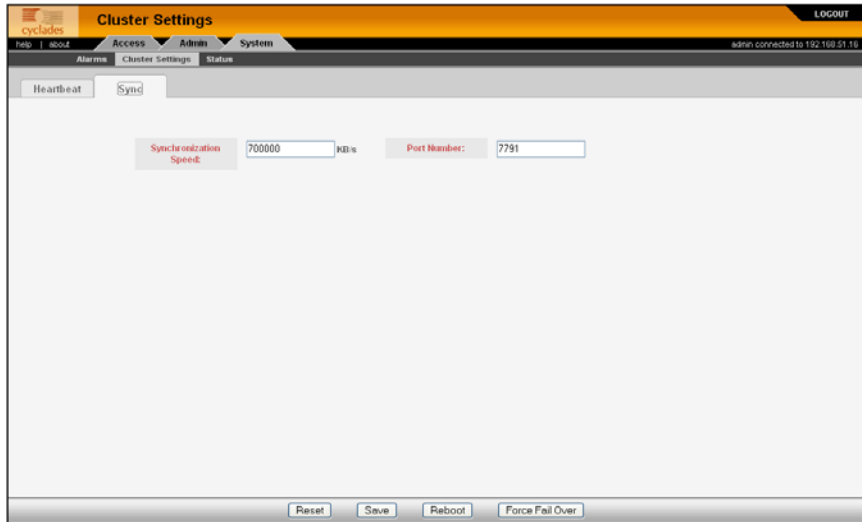 cyclades
Cluster Settings
LOGOUT
help | about
Access
Admin
System
admin connected to 192.168.51.16
Alarms
Cluster Settings
Status
Heartbeat
Sync
Synchronization
Speed:
700000
KB/s
Port Number:
7791
Reset
Save
Reboot
Force Fail Over